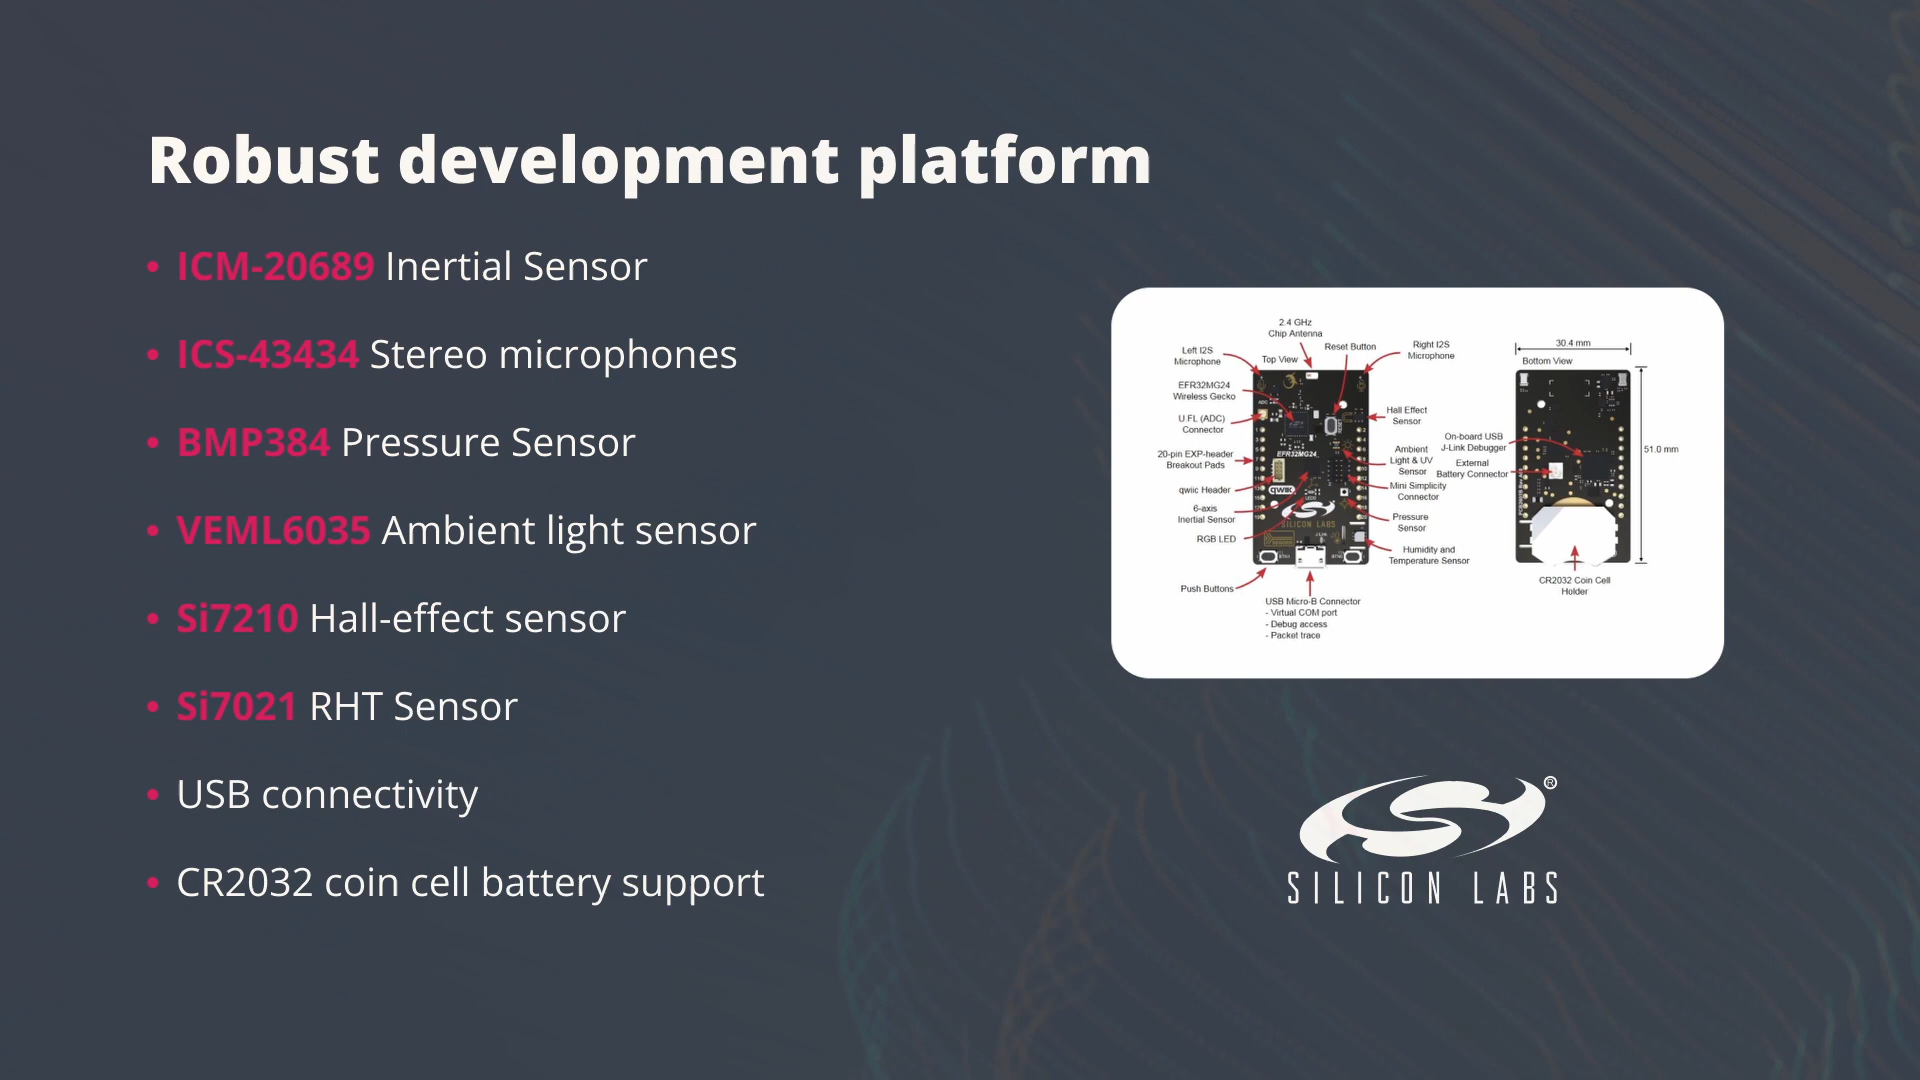 Robust development platform
• ICM-20689 Inertial Sensor
• ICS-43434 Stereo microphones
• BMP384 Pressure Sensor
• VEML6035 Ambient light sensor
• Si7210 Hall-effect sensor
• Si7021 RHT Sensor
• USB connectivity
• CR2032 coin cell battery support
2.4 GHz
Chip Antenna
Left I2S
Microphone
Top View
Reset Button
Right I2S
Microphone
EFR32MG24
Wireless Gecko
U.FL (ADC)
Connector
20-pin EXP-header
Breakout Pads
qwiic Header
6-axis
Inertial Sensor
RGB LED
Push Buttons
USB Micro-B Connector
- Virtual COM port
- Debug access
- Packet trace
Hall Effect
Sensor
Ambient
Light & UV
Sensor
Mini Simplicity
Connector
Pressure
Sensor
Humidity and
Temperature Sensor
ADC
RESET
EFR32MG24
qwiic
SILICON LABS
30.4 mm
Bottom View
On-board USB
J-Link Debugger
External
Battery Connector
51.0 mm
CR2032 Coin Cell
Holder
®
SILICON LABS